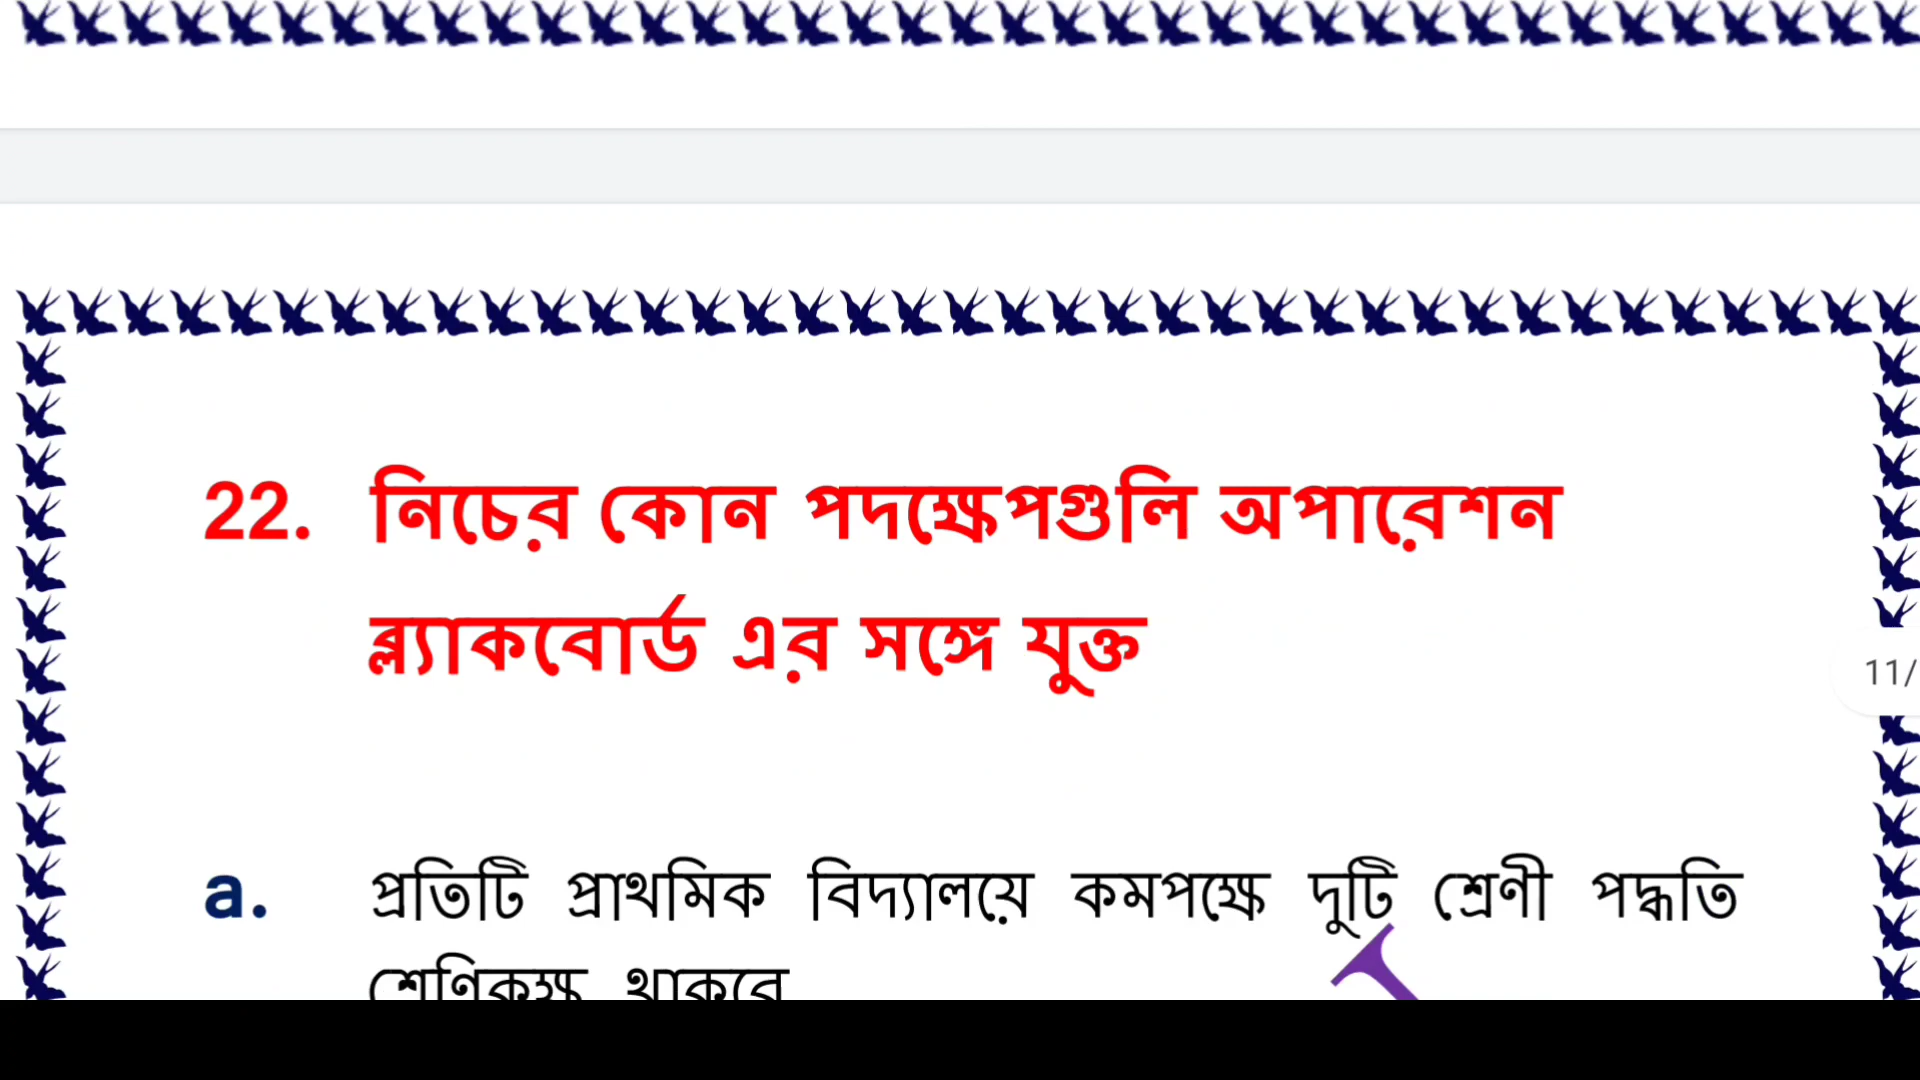 22. নিচের কোন পদক্ষেপগুলি অপারেশন
ব্ল্যাকবোর্ড এর সঙ্গে যুক্ত
11/
a. প্রতিটি প্রাথমিক বিদ্যালয়ে কমপক্ষে দুটি শ্রেণী পদ্ধতি
শ্রেণিকক্ষ থাকবে